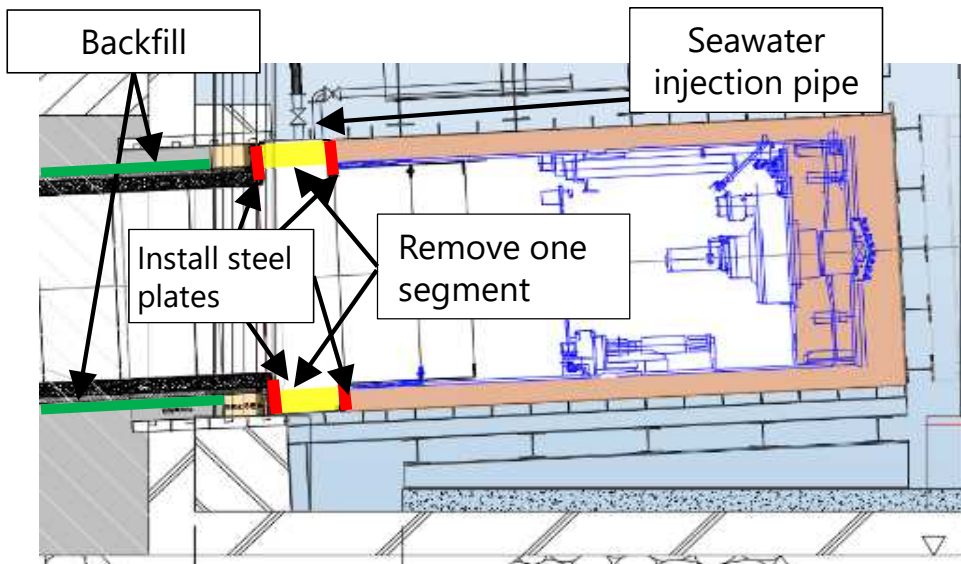 Backfill
Seawater
injection pipe
Install steel
plates
Remove one
segment